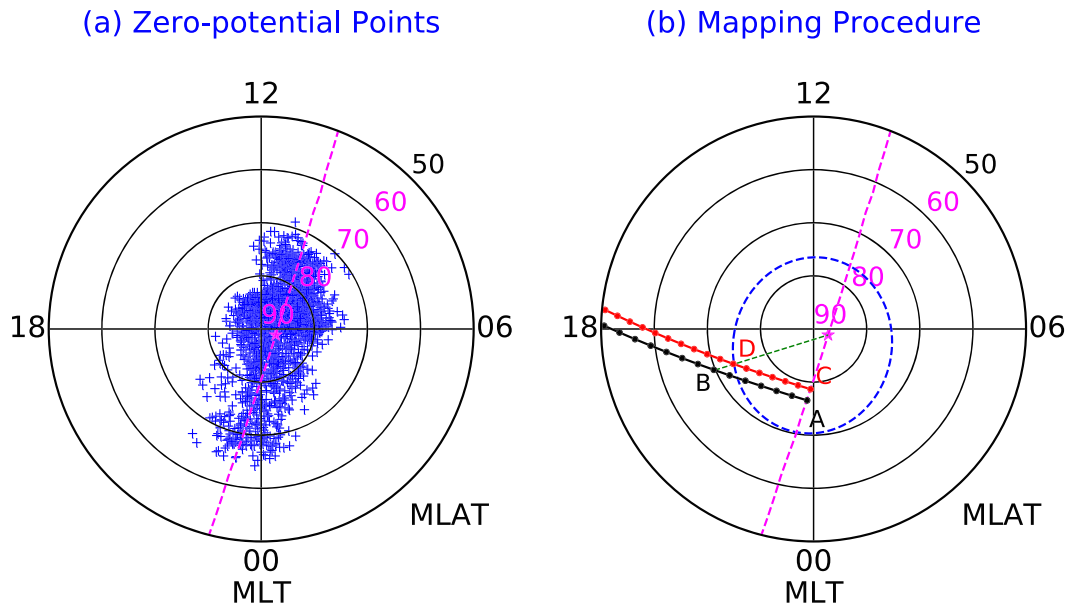 (a) Zero-potential Points
12
50
60
70
80
90
18
06
MLAT
00
MLT
(b) Mapping Procedure
12
50
60
70
80
90
18
06
D
B
C
A
MLAT
00
MLT